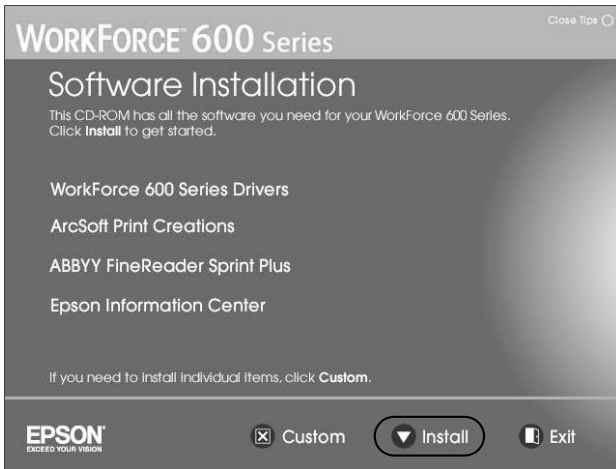 Close Tips
WORKFORCE™ 600 Series
Software Installation
This CD-ROM has all the software you need for your WorkForce 600 Series.
Click Install to get started.
WorkForce 600 Series Drivers
ArcSoft Print Creations
ABBYY FineReader Sprint Plus
Epson Information Center
If you need to install individual items, click Custom.
EPSON®
EXCEED YOUR VISION
Custom
Install
Exit